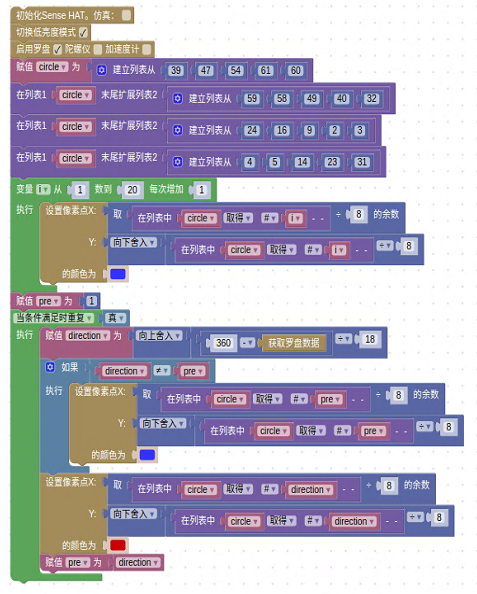 初始化Sense HAT。仿真:
切换低亮度模式
启用罗盘 陀螺仪 加速度计
赋值 circle 为 建立列表从 39 47 54 61 60
在列表1 circle 末尾扩展列表2 建立列表从 59 58 49 40 32
在列表1 circle 末尾扩展列表2 建立列表从 24 16 9 2 3
在列表1 circle 末尾扩展列表2 建立列表从 4 5 14 23 31
变量 i 从 1 数到 20 每次增加 1
执行 设置像素点X: 取 在列表中 circle 取得 # i - - ÷ 8 的余数
Y: 向下舍入 在列表中 circle 取得 # i - - ÷ 8
的颜色为
赋值 pre 为 1
当条件满足时重复 真
执行 赋值 direction 为 向上舍入 360 - 获取罗盘数据 ÷ 18
如果 direction ≠ pre
执行 设置像素点X: 取 在列表中 circle 取得 # pre - - ÷ 8 的余数
Y: 向下舍入 在列表中 circle 取得 # pre - - ÷ 8
的颜色为
设置像素点X: 取 在列表中 circle 取得 # direction - - ÷ 8 的余数
Y: 向下舍入 在列表中 circle 取得 # direction - - ÷ 8
的颜色为
赋值 pre 为 direction